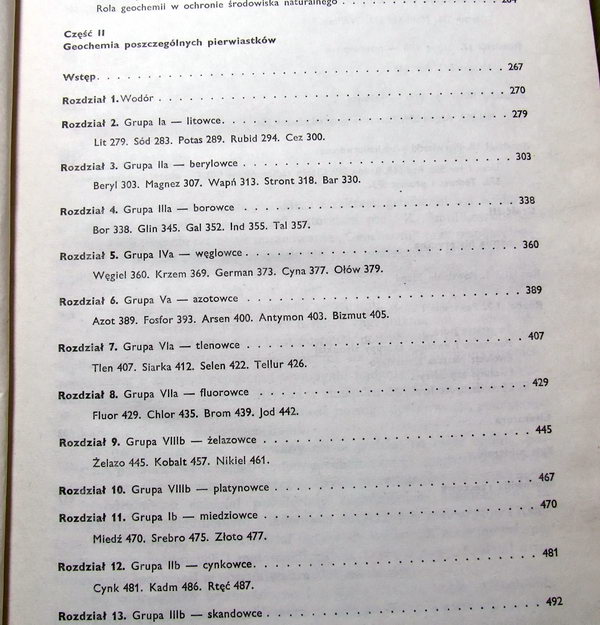 Rola geochemii w ochronie środowiska naturalnego . . . . . . . . . . . . . 264
Część II
Geochemia poszczególnych pierwiastków
Wstęp. . . . . . . . . . . . . . . . . . . . . . . . . . . . . . 267
Rozdział 1. Wodór . . . . . . . . . . . . . . . . . . . . . . . . . . 270
Rozdział 2. Grupa Ia — litowce. . . . . . . . . . . . . . . . . . . . . 279
Lit 279. Sód 283. Potas 289. Rubid 294. Cez 300.
Rozdział 3. Grupa IIa — berylowce . . . . . . . . . . . . . . . . . . . . 303
Beryl 303. Magnez 307. Wapń 313. Stront 318. Bar 330.
Rozdział 4. Grupa IIIa — borowce . . . . . . . . . . . . . . . . . . . . 338
Bor 338. Glin 345. Gal 352. Ind 355. Tal 357.
Rozdział 5. Grupa IVa — węglowce . . . . . . . . . . . . . . . . . . . . 360
Węgiel 360. Krzem 369. German 373. Cyna 377. Ołów 379.
Rozdział 6. Grupa Va — azotowce . . . . . . . . . . . . . . . . . . . . 389
Azot 389. Fosfor 393. Arsen 400. Antymon 403. Bizmut 405.
Rozdział 7. Grupa VIa — tlenowce . . . . . . . . . . . . . . . . . . . . 407
Tlen 407. Siarka 412. Selen 422. Tellur 426.
Rozdział 8. Grupa VIIa — fluorowce . . . . . . . . . . . . . . . . . . . 429
Fluor 429. Chlor 435. Brom 439. Jod 442.
Rozdział 9. Grupa VIIIb — żelazowce . . . . . . . . . . . . . . . . . . . 445
Żelazo 445. Kobalt 457. Nikiel 461.
Rozdział 10. Grupa VIIIb — platynowce . . . . . . . . . . . . . . . . . . 467
Rozdział 11. Grupa Ib — miedziowce . . . . . . . . . . . . . . . . . . . 470
Miedź 470. Srebro 475. Złoto 477.
Rozdział 12. Grupa IIb — cynkowce. . . . . . . . . . . . . . . . . . . . 481
Cynk 481. Kadm 486. Rtęć 487.
Rozdział 13. Grupa IIIb — skandowce . . . . . . . . . . . . . . . . . . . 492